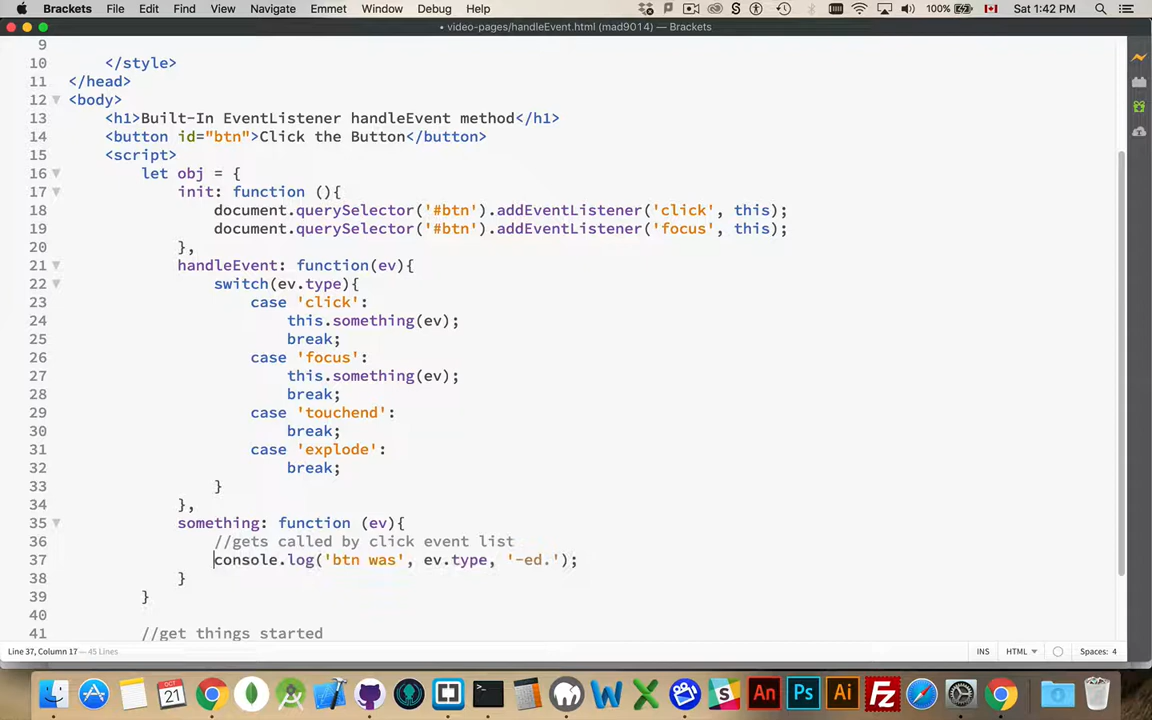 Brackets File Edit Find View Navigate Emmet Window Debug Help 100% Sat 1:42 PM
• video-pages/handleEvent.html (mad9014) — Brackets
9
10 </style>
11 </head>
12 <body>
13 <h1>Built-In EventListener handleEvent method</h1>
14 <button id="btn">Click the Button</button>
15 <script>
16 let obj = {
17 init: function (){
18 document.querySelector('#btn').addEventListener('click', this);
19 document.querySelector('#btn').addEventListener('focus', this);
20 },
21 handleEvent: function(ev){
22 switch(ev.type){
23 case 'click':
24 this.something(ev);
25 break;
26 case 'focus':
27 this.something(ev);
28 break;
29 case 'touchend':
30 break;
31 case 'explode':
32 break;
33 }
34 },
35 something: function (ev){
36 //gets called by click event list
37 console.log('btn was', ev.type, '-ed.');
38 }
39 }
40
41 //get things started
Line 37, Column 17 — 45 Lines INS HTML Spaces: 4
OCT 21 An Ps Ai Fz